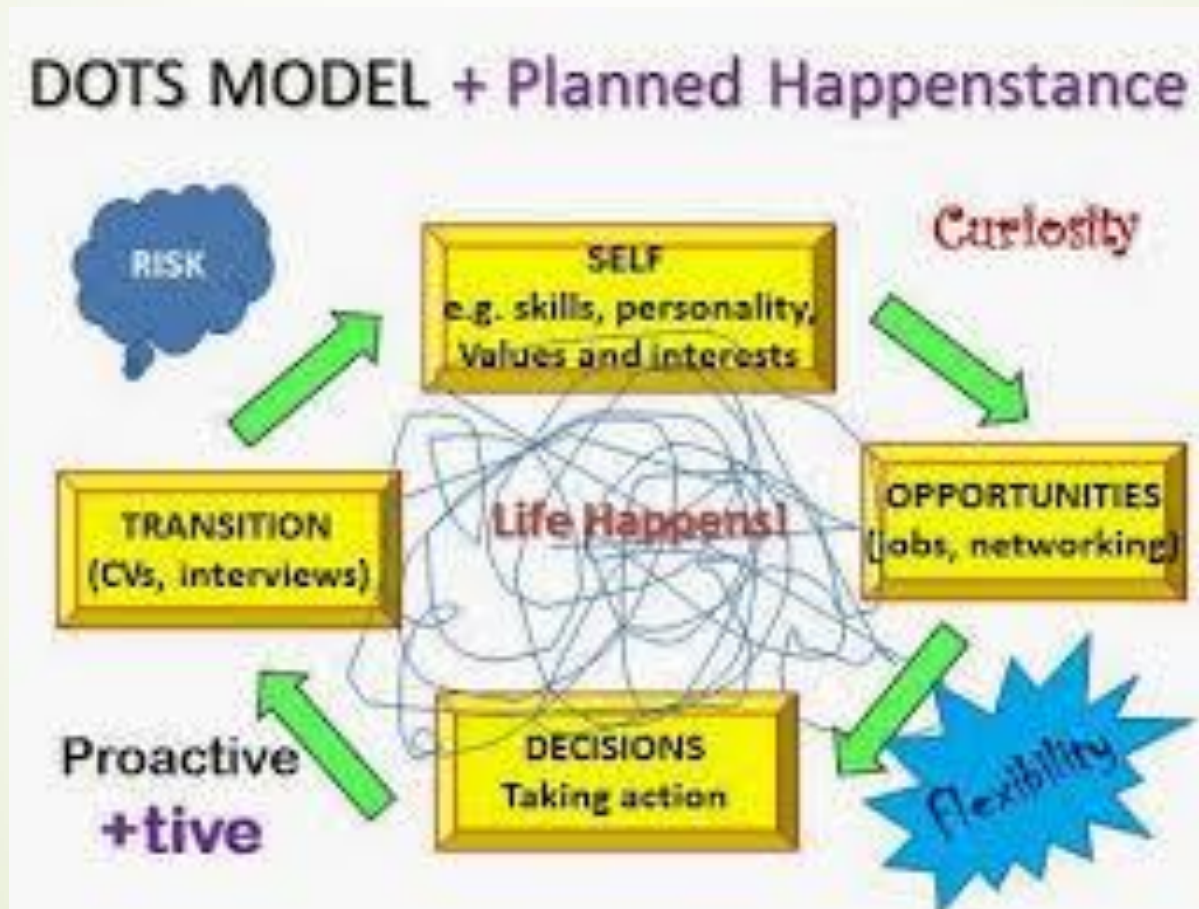 DOTS MODEL + Planned Happenstance
RISK
Curiosity
SELF
e.g. skills, personality,
Values and interests
TRANSITION
(CVs, interviews)
Life Happens!
OPPORTUNITIES
(jobs, networking)
Proactive
+tive
DECISIONS
Taking action
Flexibility